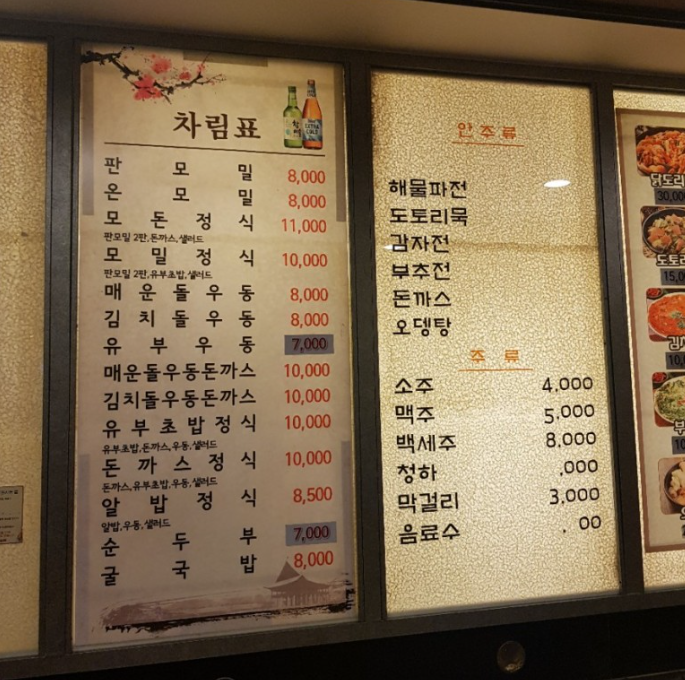 차림표
판 모 밀 8,000
온 모 밀 8,000
모 돈 정 식 11,000
판모밀 2판,돈까스,샐러드
모 밀 정 식 10,000
판모밀 2판,유부초밥,샐러드
매 운 돌 우 동 8,000
김 치 돌 우 동 8,000
유 부 우 동 7,000
매운돌우동돈까스 10,000
김치돌우동돈까스 10,000
유 부 초 밥 정 식 10,000
유부초밥,돈까스,우동,샐러드
돈 까 스 정 식 10,000
돈까스,유부초밥,우동,샐러드
알 밥 정 식 8,500
알밥,우동,샐러드
순 두 부 7,000
굴 국 밥 8,000
안주류
해물파전
도토리묵
감자전
부추전
돈까스
오뎅탕
주 류
소주 4.000
맥주 5.000
백세주 8.000
청하 ,000
막걸리 3,000
음료수 . 00
닭도리
30,00
도토리
15,0